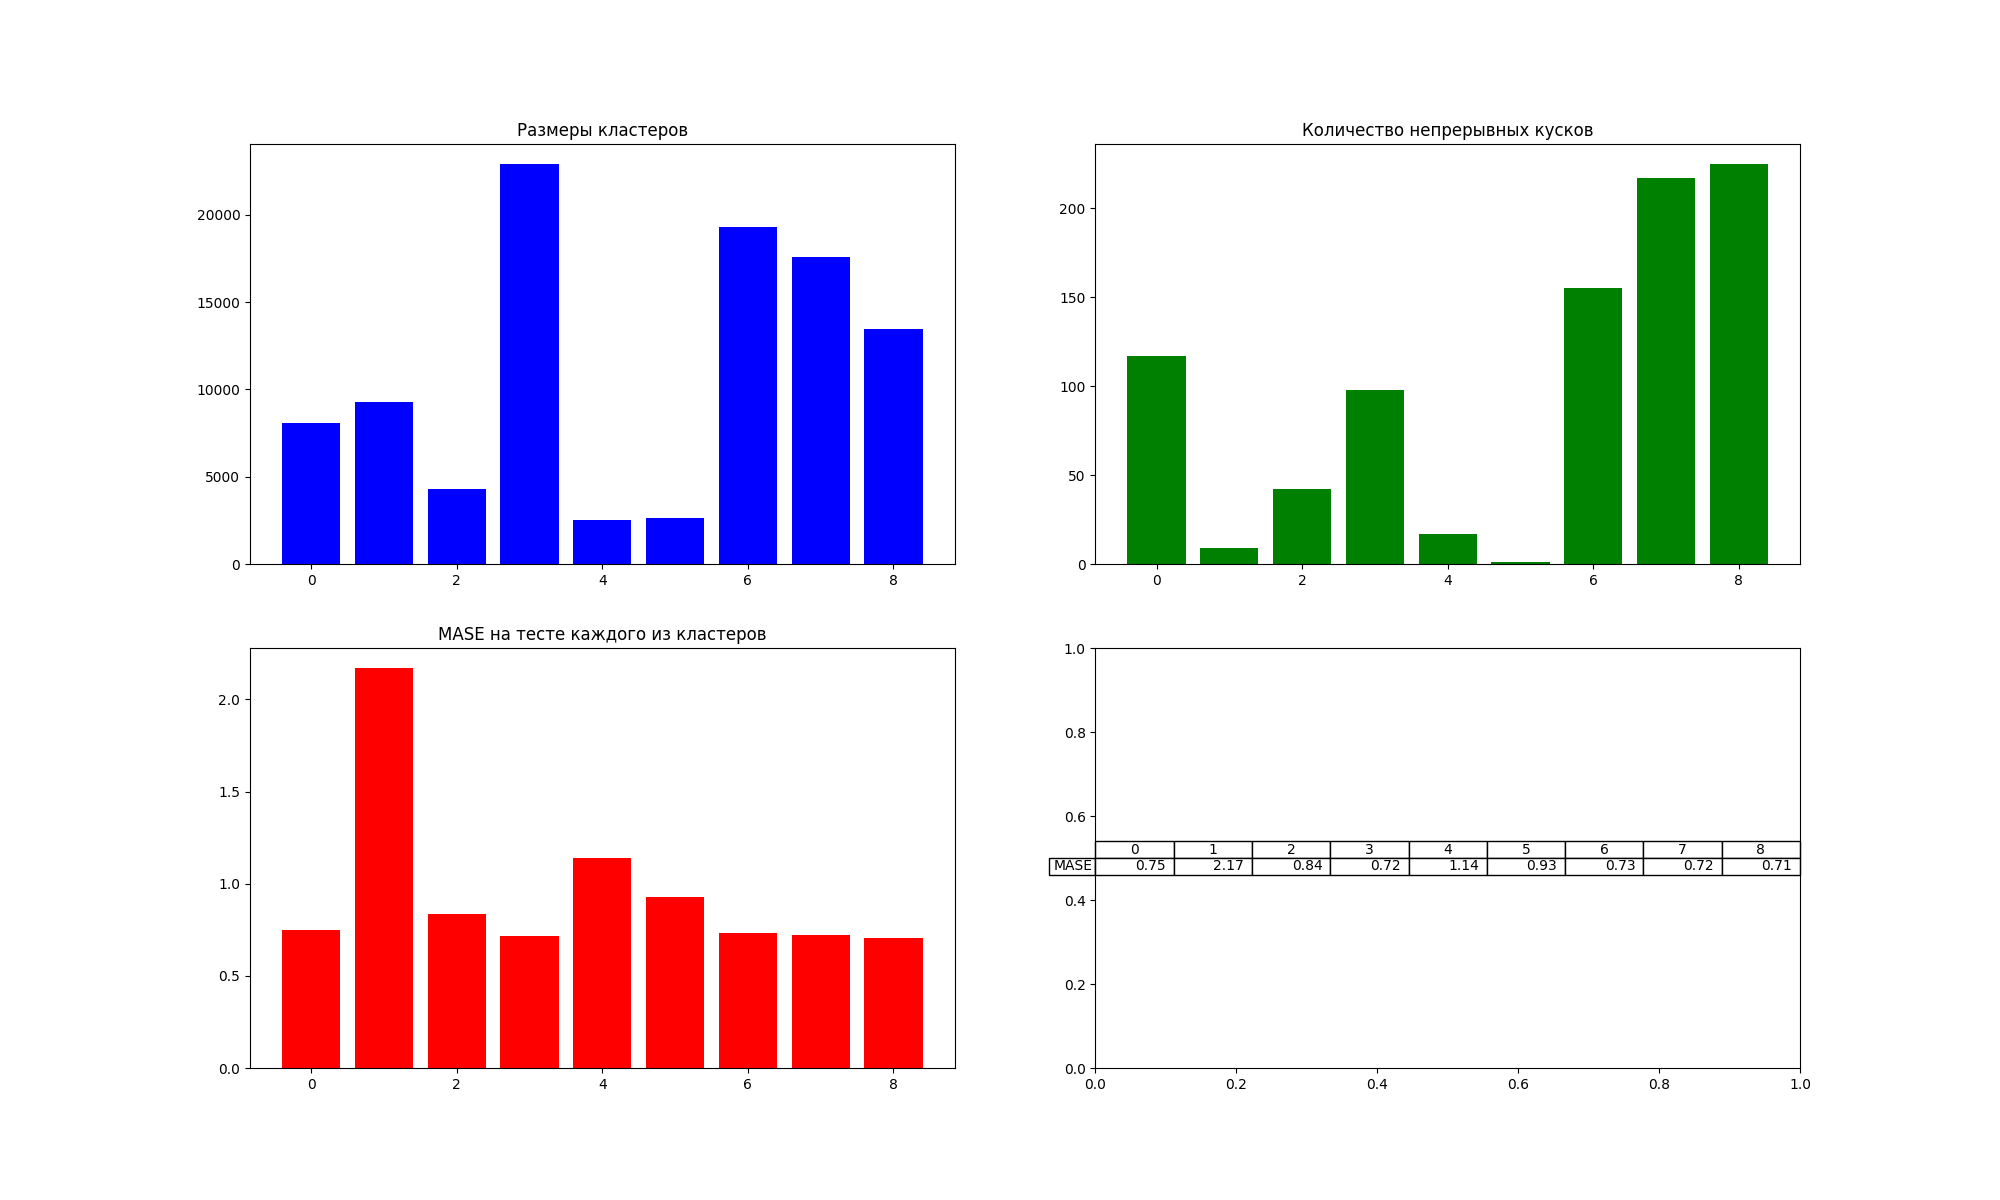 Размеры кластеров
20000
15000
10000
5000
0
0 2 4 6 8
Количество непрерывных кусков
200
150
100
50
0
0 2 4 6 8
MASE на тесте каждого из кластеров
2.0
1.5
1.0
0.5
0.0
0 2 4 6 8
1.0
0.8
0.6
0 1 2 3 4 5 6 7 8
MASE 0.75 2.17 0.84 0.72 1.14 0.93 0.73 0.72 0.71
0.4
0.2
0.0
0.0 0.2 0.4 0.6 0.8 1.0